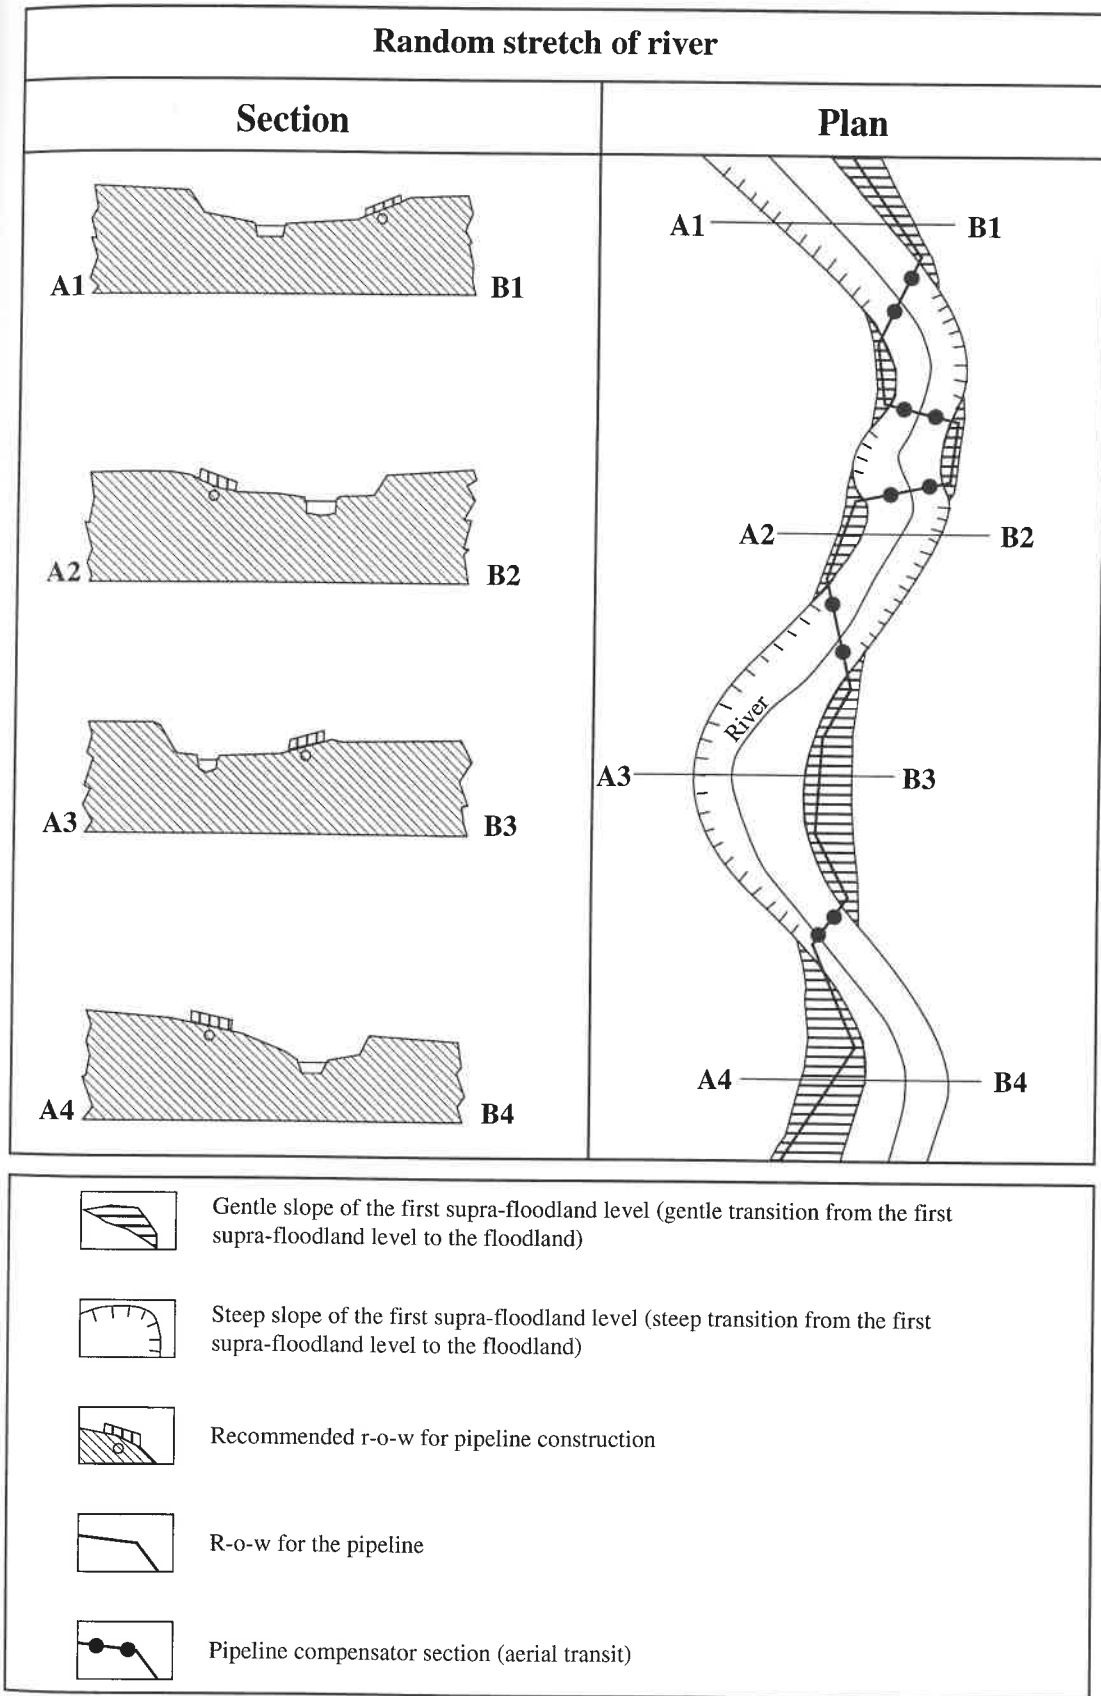 Random stretch of river
Section
Plan
A1
B1
A2
B2
A3
B3
A4
B4
A1
B1
A2
B2
River
A3
B3
A4
B4
Gentle slope of the first supra-floodland level (gentle transition from the first
supra-floodland level to the floodland)
Steep slope of the first supra-floodland level (steep transition from the first
supra-floodland level to the floodland)
Recommended r-o-w for pipeline construction
R-o-w for the pipeline
Pipeline compensator section (aerial transit)